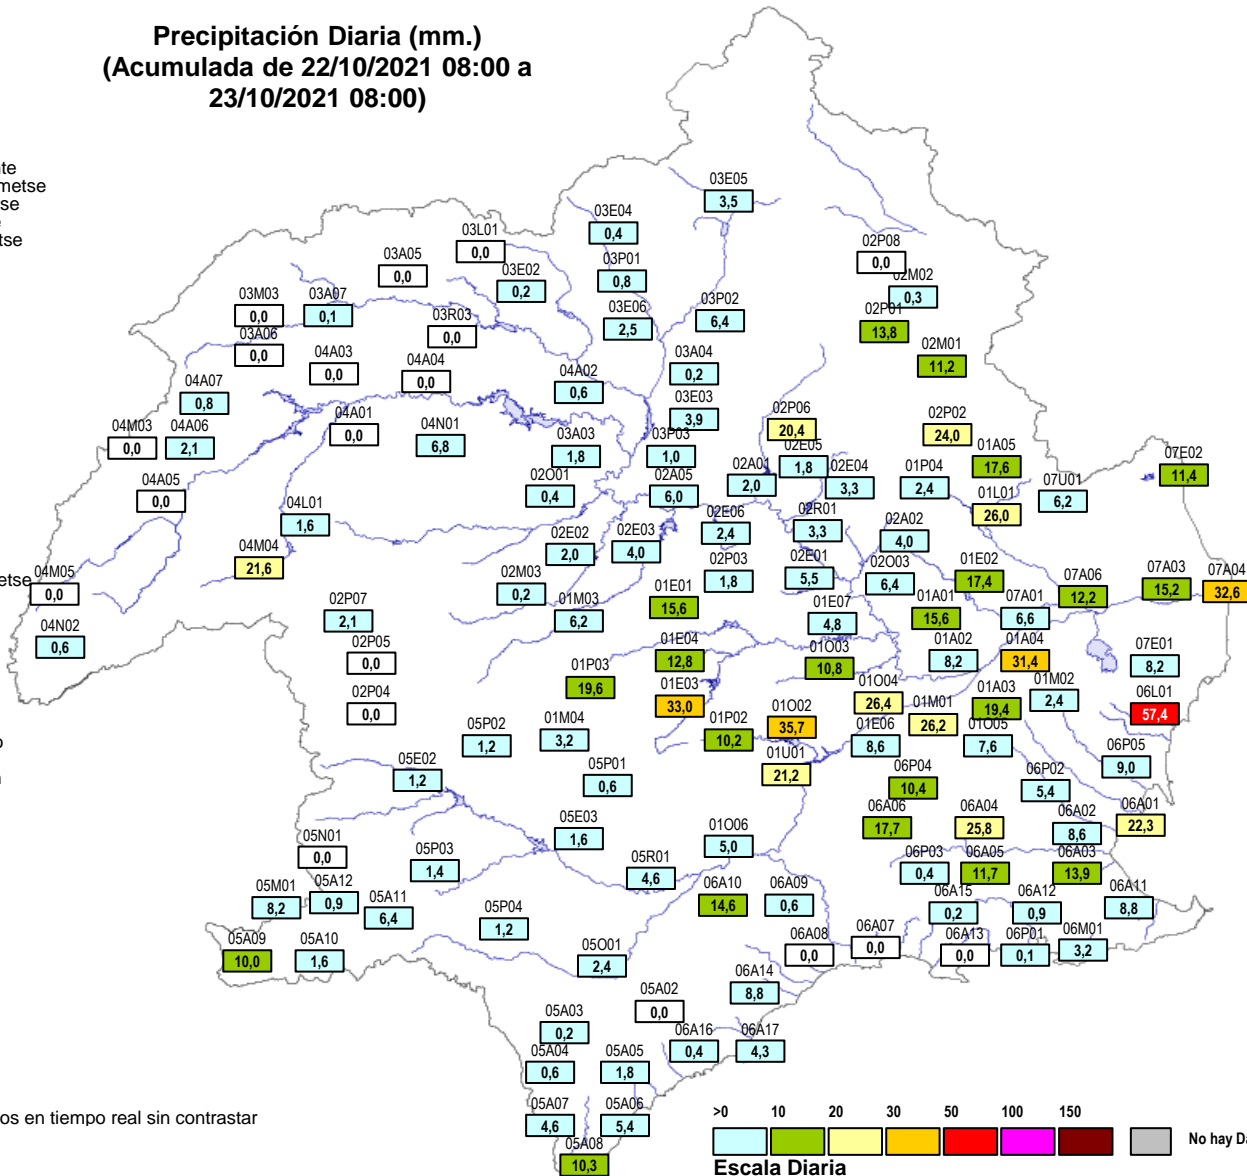 Precipitación Diaria (mm.)
(Acumulada de 22/10/2021 08:00 a
23/10/2021 08:00)
03E05
3,5
03E04
0,4
03L01
0,0
03A05
0,0
03E02
0,2
03P01
0,8
02P08
0,0
02M02
0,3
03M03
0,0
03A07
0,1
03R03
0,0
03E06
2,5
03P02
6,4
02P01
13,8
03A06
0,0
04A03
0,0
04A04
0,0
04A02
0,6
03A04
0,2
02M01
11,2
04A07
0,8
03E03
3,9
04M03
0,0
04A06
2,1
04A01
0,0
04N01
6,8
03A03
1,8
03P03
1,0
02P06
20,4
02P02
24,0
01A05
17,6
07E02
11,4
04A05
0,0
04L01
1,6
02O01
0,4
02A05
6,0
02A01
2,0
02E05
1,8
02E04
3,3
01P04
2,4
01L01
26,0
07U01
6,2
04M04
21,6
02E02
2,0
02E03
4,0
02E06
2,4
02R01
3,3
02A02
4,0
04M05
0,0
02M03
0,2
02P03
1,8
02E01
5,5
02O03
6,4
01E02
17,4
07A06
12,2
07A03
15,2
07A04
32,6
04N02
0,6
02P07
2,1
01M03
6,2
01E01
15,6
01E07
4,8
01A01
15,6
07A01
6,6
02P05
0,0
01E04
12,8
01O03
10,8
01A02
8,2
01A04
31,4
07E01
8,2
02P04
0,0
01P03
19,6
01E03
33,0
01O04
26,4
01M01
26,2
01A03
19,4
01M02
2,4
06L01
57,4
05P02
1,2
01M04
3,2
01P02
10,2
01O02
35,7
01E06
8,6
01O05
7,6
05E02
1,2
05P01
0,6
01U01
21,2
06P04
10,4
06P02
5,4
06P05
9,0
05E03
1,6
01O06
5,0
06A06
17,7
06A04
25,8
06A02
8,6
06A01
22,3
05N01
0,0
05P03
1,4
05R01
4,6
06P03
0,4
06A05
11,7
06A03
13,9
05M01
8,2
05A12
0,9
05A11
6,4
06A10
14,6
06A09
0,6
06A15
0,2
06A12
0,9
06A11
8,8
05A09
10,0
05A10
1,6
05P04
1,2
05O01
2,4
06A08
0,0
06A07
0,0
06A13
0,0
06P01
0,1
06M01
3,2
06A14
8,8
05A02
0,0
05A03
0,2
06A16
0,4
06A17
4,3
05A04
0,6
05A05
1,8
05A07
4,6
05A06
5,4
05A08
10,3
os en tiempo real sin contrastar
>0 10 20 30 50 100 150
No hay Da
Escala Diaria